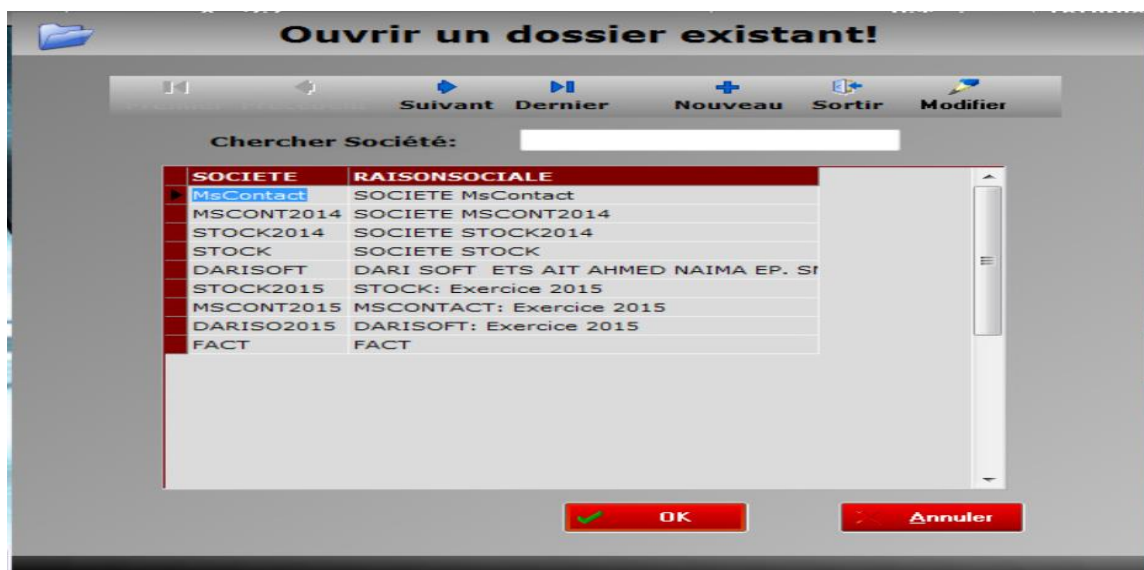 Ouvrir un dossier existant!
Premier Précédent Suivant Dernier Nouveau Sortir Modifier
Chercher Société:
SOCIETE RAISONSOCIALE
MsContact SOCIETE MsContact
MSCONT2014 SOCIETE MSCONT2014
STOCK2014 SOCIETE STOCK2014
STOCK SOCIETE STOCK
DARISOFT DARI SOFT ETS AIT AHMED NAIMA EP.
STOCK2015 STOCK: Exercice 2015
MSCONT2015 MSCONTACT: Exercice 2015
DARISO2015 DARISOFT: Exercice 2015
FACT FACT
OK Annuler